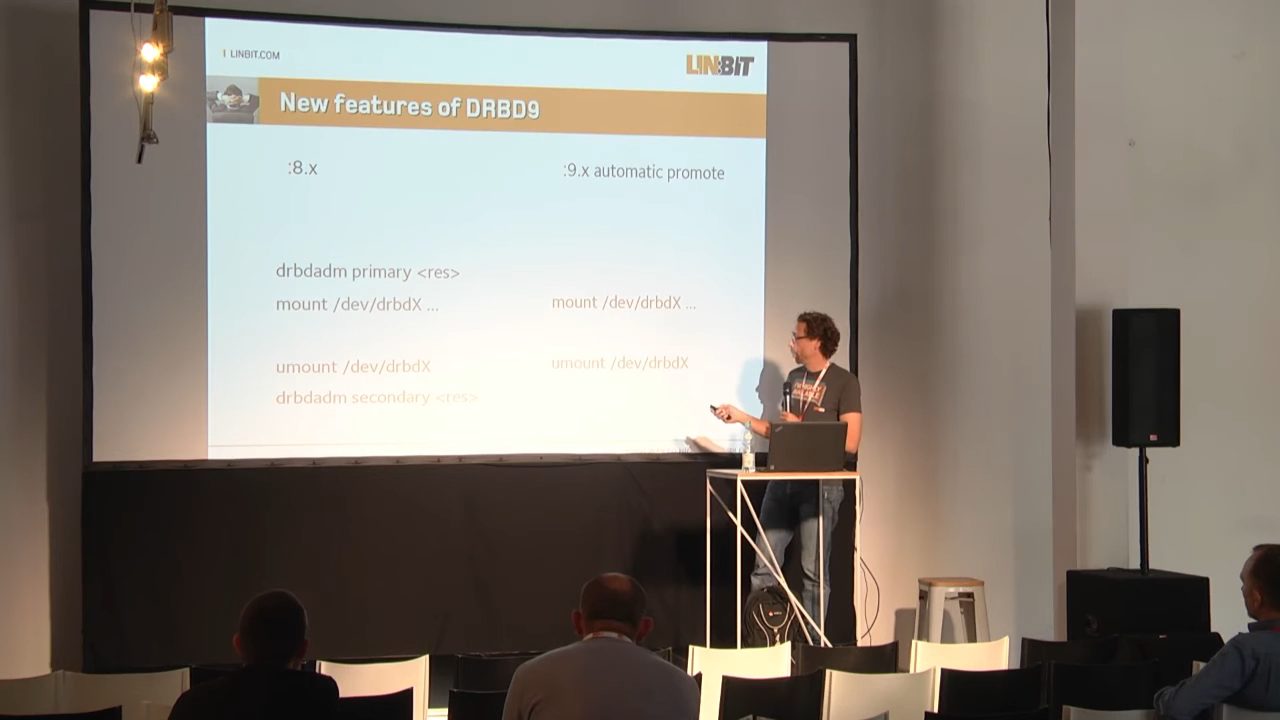 LINBIT.COM
LINBIT
New features of DRBD9
:8.x
:9.x automatic promote
drbdadm primary <res>
mount /dev/drbdX ...
mount /dev/drbdX ...
umount /dev/drbdX
umount /dev/drbdX
drbdadm secondary <res>